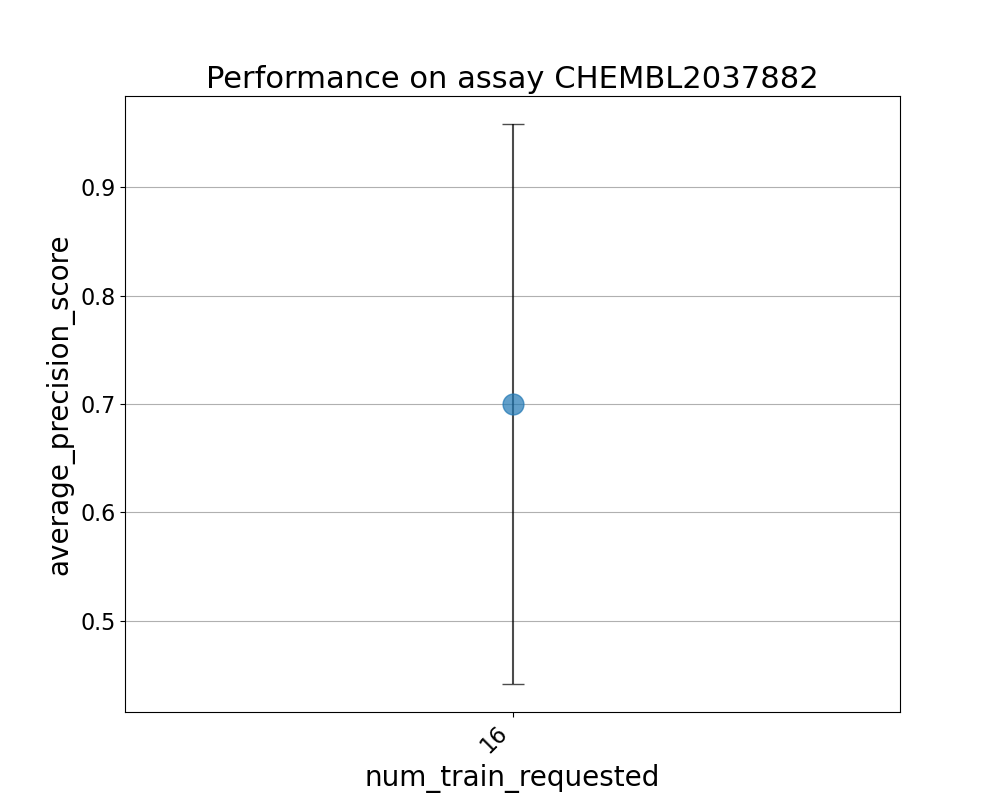 Performance on assay CHEMBL2037882
average_precision_score
0.9
0.8
0.7
0.6
0.5
16
num_train_requested